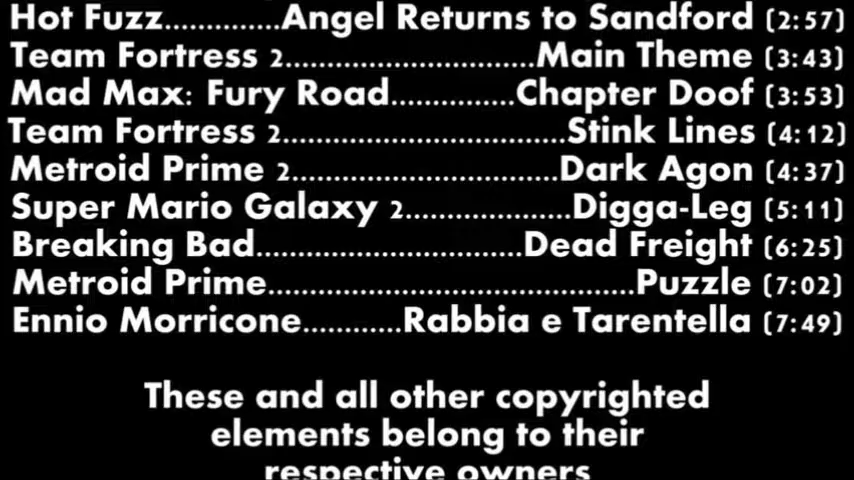 Hot Fuzz..............Angel Returns to Sandford (2:57)
Team Fortress 2..............................Main Theme (3:43)
Mad Max: Fury Road...............Chapter Doof (3:53)
Team Fortress 2..................................Stink Lines (4:12)
Metroid Prime 2................................Dark Agon (4:37)
Super Mario Galaxy 2....................Digga-Leg (5:11)
Breaking Bad................................Dead Freight (6:25)
Metroid Prime............................................Puzzle (7:02)
Ennio Morricone............Rabbia e Tarentella (7:49)
These and all other copyrighted
elements belong to their
respective owners